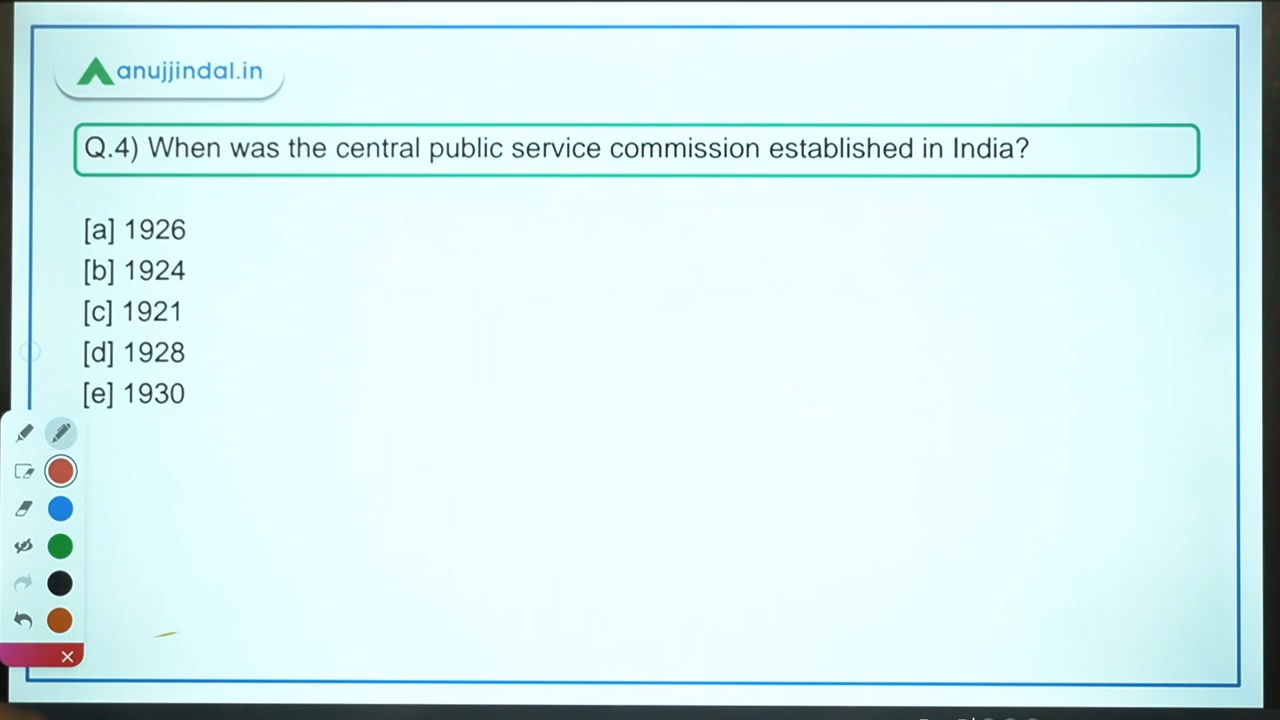 anujjindal.in
Q.4) When was the central public service commission established in India?
[a] 1926
[b] 1924
[c] 1921
[d] 1928
[e] 1930